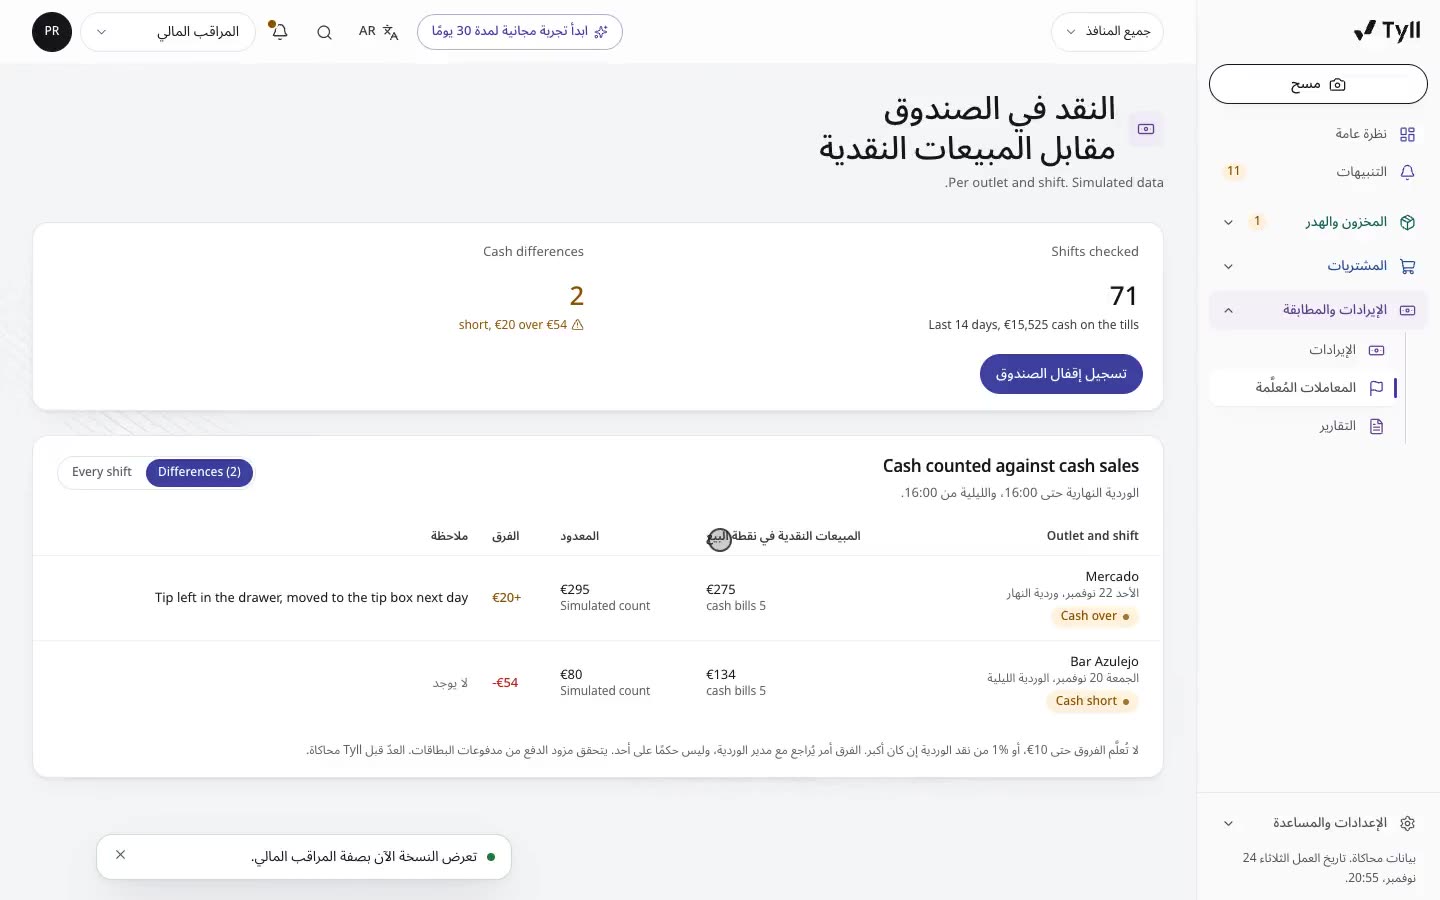 Tyll
مسح
نظرة عامة
التنبيهات 11
المخزون والهدر 1
المشتريات
الإيرادات والمطابقة
الإيرادات
المعاملات المُعلَّمة
التقارير
الإعدادات والمساعدة
بيانات محاكاة. تاريخ العمل الثلاثاء 24
نوفمبر، 20:55.
جميع المنافذ
ابدأ تجربة مجانية لمدة 30 يومًا
AR
المراقب المالي
PR
النقد في الصندوق
مقابل المبيعات النقدية
.Per outlet and shift. Simulated data
Shifts checked
71
Last 14 days, €15,525 cash on the tills
Cash differences
2
short, €20 over €54
تسجيل إقفال الصندوق
Cash counted against cash sales
الوردية النهارية حتى 16:00، والليلية من 16:00.
Differences (2)
Every shift
Outlet and shift المبيعات النقدية في نقطة البيع المعدود الفرق ملاحظة
Mercado
الأحد 22 نوفمبر، وردية النهار
Cash over
€275
cash bills 5
€295
Simulated count
€20+
Tip left in the drawer, moved to the tip box next day
Bar Azulejo
الجمعة 20 نوفمبر، الوردية الليلية
Cash short
€134
cash bills 5
€80
Simulated count
-€54
لا يوجد
لا تُعلَّم الفروق حتى 10€، أو 1% من نقد الوردية إن كان أكبر. الفرق أمر يُراجع مع مدير الوردية، وليس حكمًا على أحد. يتحقق مزود الدفع من مدفوعات البطاقات. العدّ قبل Tyll محاكاة.
تعرض النسخة الآن بصفة المراقب المالي.